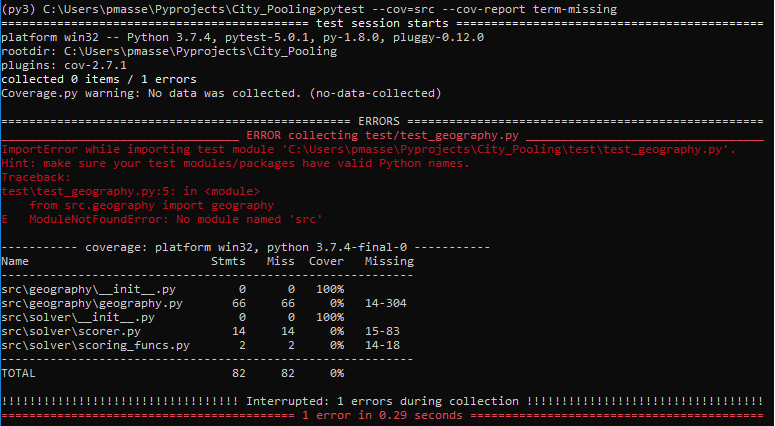 (py3) C:\Users\pmasse\Pyprojects\City_Pooling>pytest --cov=src --cov-report term-missing
============================================= test session starts =============================================
platform win32 -- Python 3.7.4, pytest-5.0.1, py-1.8.0, pluggy-0.12.0
rootdir: C:\Users\pmasse\Pyprojects\City_Pooling
plugins: cov-2.7.1
collected 0 items / 1 errors
Coverage.py warning: No data was collected. (no-data-collected)

=================================================== ERRORS ====================================================
__________________________________ ERROR collecting test/test_geography.py ___________________________________
ImportError while importing test module 'C:\Users\pmasse\Pyprojects\City_Pooling\test\test_geography.py'.
Hint: make sure your test modules/packages have valid Python names.
Traceback:
test\test_geography.py:5: in <module>
    from src.geography import geography
E   ModuleNotFoundError: No module named 'src'

----------- coverage: platform win32, python 3.7.4-final-0 -----------
Name                          Stmts   Miss  Cover   Missing
------------------------------------------------------------
src\geography\__init__.py         0      0   100%
src\geography\geography.py       66     66     0%   14-304
src\solver\__init__.py            0      0   100%
src\solver\scorer.py             14     14     0%   15-83
src\solver\scoring_funcs.py       2      2     0%   14-18
------------------------------------------------------------
TOTAL                            82     82     0%

!!!!!!!!!!!!!!!!!!!!!!!!!!!!!!!!!! Interrupted: 1 errors during collection !!!!!!!!!!!!!!!!!!!!!!!!!!!!!!!!!!
========================================== 1 error in 0.29 seconds ===========================================